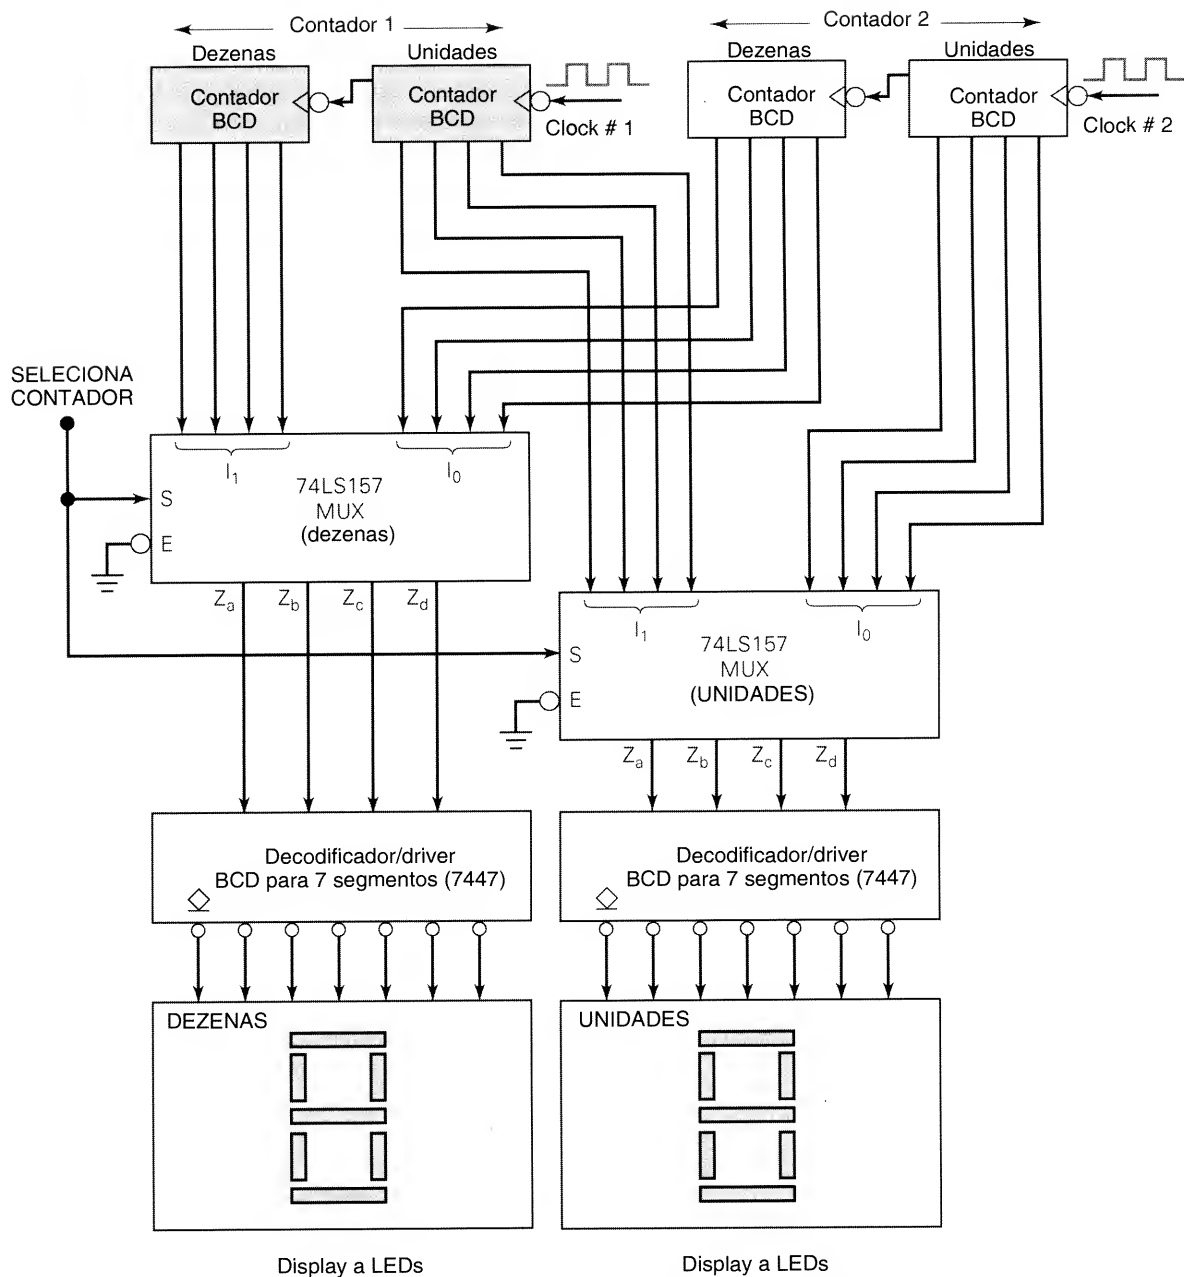 Contador 1
Contador 2
Dezenas
Unidades
Dezenas
Unidades
Contador
BCD
Contador
BCD
Clock # 1
Contador
BCD
Contador
BCD
Clock # 2
SELECIONA
CONTADOR
I1
I0
74LS157
MUX
(dezenas)
S
E
Za
Zb
Zc
Zd
I1
I0
74LS157
MUX
(UNIDADES)
S
E
Za
Zb
Zc
Zd
Decodificador/driver
BCD para 7 segmentos (7447)
Decodificador/driver
BCD para 7 segmentos (7447)
DEZENAS
UNIDADES
Display a LEDs
Display a LEDs